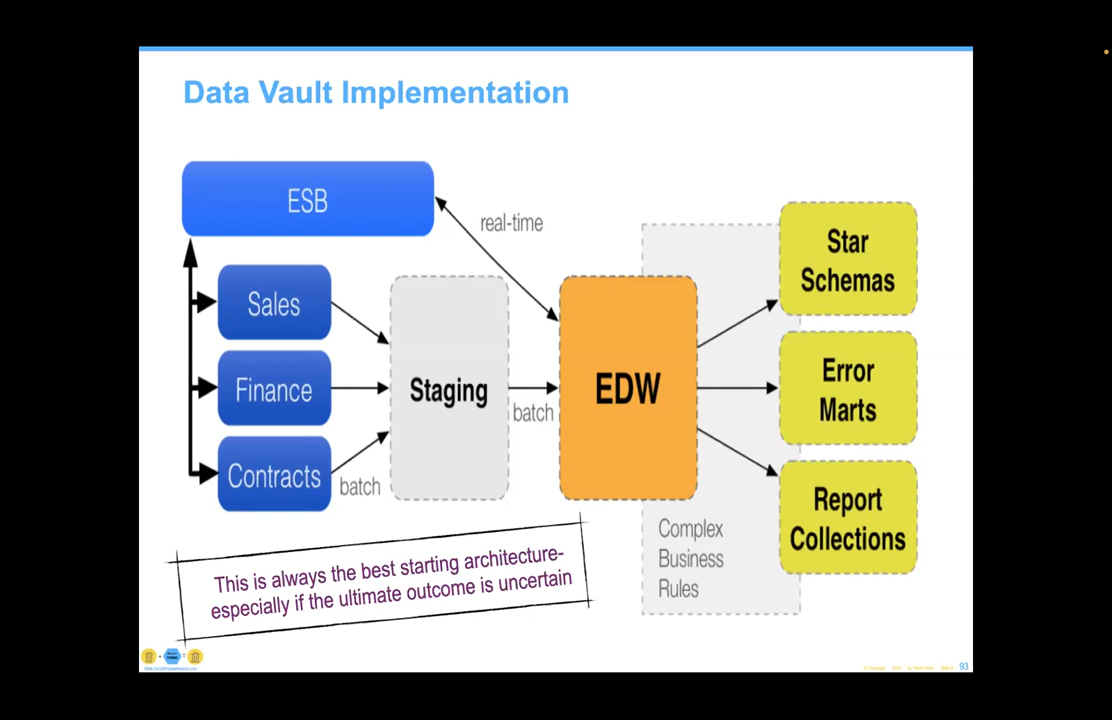 Data Vault Implementation
ESB
real-time
Sales
Finance
Contracts
batch
Staging
batch
EDW
Star
Schemas
Error
Marts
Report
Collections
Complex
Business
Rules
This is always the best starting architecture-
especially if the ultimate outcome is uncertain
93